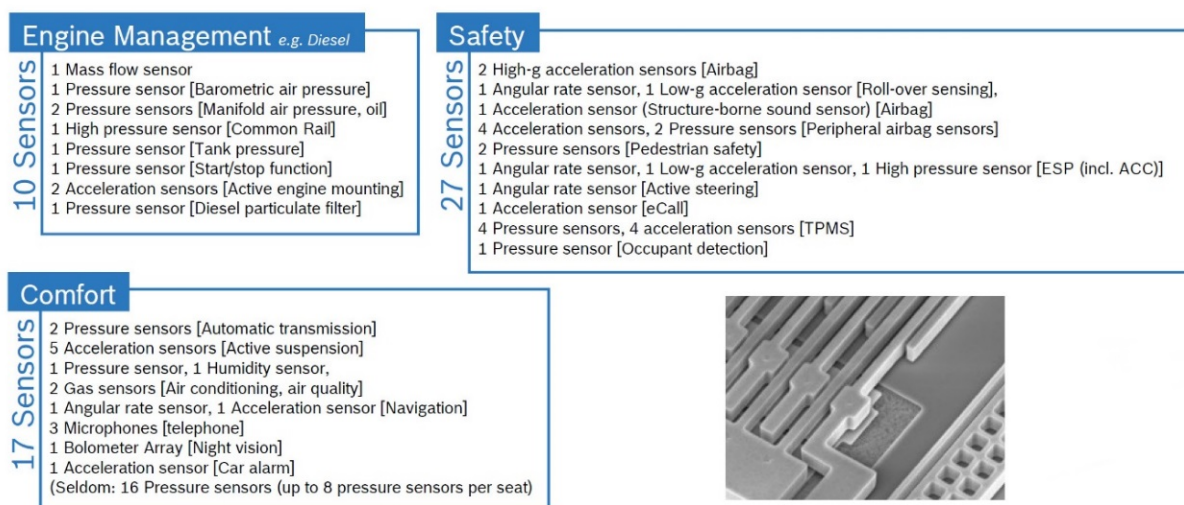 Engine Management e.g. Diesel
10 Sensors
1 Mass flow sensor
1 Pressure sensor [Barometric air pressure]
2 Pressure sensors [Manifold air pressure, oil]
1 High pressure sensor [Common Rail]
1 Pressure sensor [Tank pressure]
1 Pressure sensor [Start/stop function]
2 Acceleration sensors [Active engine mounting]
1 Pressure sensor [Diesel particulate filter]
Safety
27 Sensors
2 High-g acceleration sensors [Airbag]
1 Angular rate sensor, 1 Low-g acceleration sensor [Roll-over sensing],
1 Acceleration sensor (Structure-borne sound sensor) [Airbag]
4 Acceleration sensors, 2 Pressure sensors [Peripheral airbag sensors]
2 Pressure sensors [Pedestrian safety]
1 Angular rate sensor, 1 Low-g acceleration sensor, 1 High pressure sensor [ESP (incl. ACC)]
1 Angular rate sensor [Active steering]
1 Acceleration sensor [eCall]
4 Pressure sensors, 4 acceleration sensors [TPMS]
1 Pressure sensor [Occupant detection]
Comfort
17 Sensors
2 Pressure sensors [Automatic transmission]
5 Acceleration sensors [Active suspension]
1 Pressure sensor, 1 Humidity sensor,
2 Gas sensors [Air conditioning, air quality]
1 Angular rate sensor, 1 Acceleration sensor [Navigation]
3 Microphones [telephone]
1 Bolometer Array [Night vision]
1 Acceleration sensor [Car alarm]
(Seldom: 16 Pressure sensors (up to 8 pressure sensors per seat)